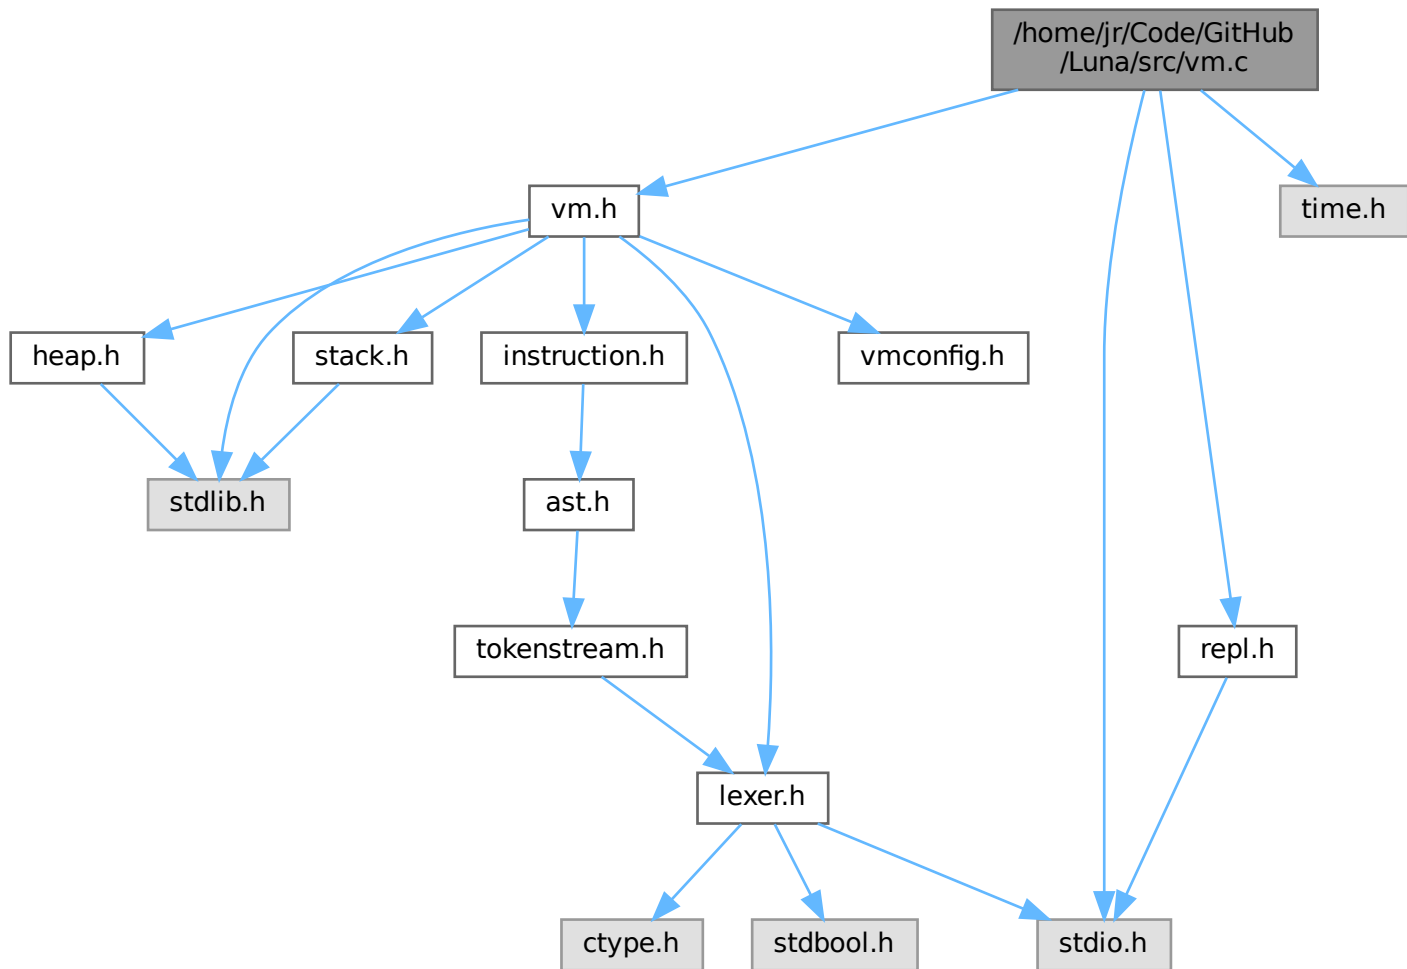 /home/jr/Code/GitHub
/Luna/src/vm.c
vm.h
time.h
heap.h
stack.h
instruction.h
vmconfig.h
stdlib.h
ast.h
tokenstream.h
repl.h
lexer.h
ctype.h
stdbool.h
stdio.h